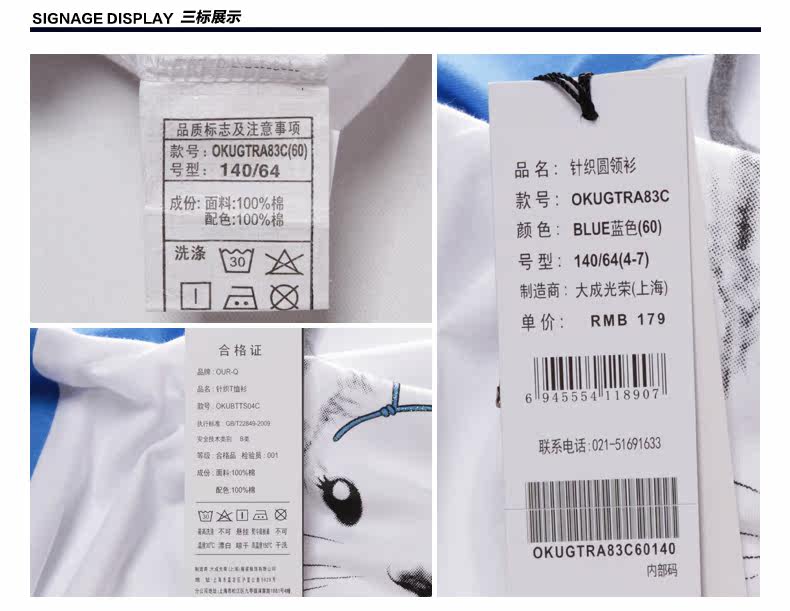 SIGNAGE DISPLAY 三标展示
品质标志及注意事项
款号：OKUGTRA83C(60)
号型：140/64
成份: 面料:100%棉
配色:100%棉
洗涤
30
品名：针织圆领衫
款号：OKUGTRA83C
颜色：BLUE蓝色(60)
号型：140/64(4-7)
制造商：大成光荣(上海)
单价： RMB 179
6 945554 118907
联系电话:021-51691633
OKUGTRA83C60140
内部码
合格证
品牌：OUR-Q
品名：针织T恤衫
款号：OKUBTTS04C
执行标准：GB/T22849-2009
安全技术类别 B类
等级：合格品 检验员：001
成份：面料:100%棉
配色:100%棉